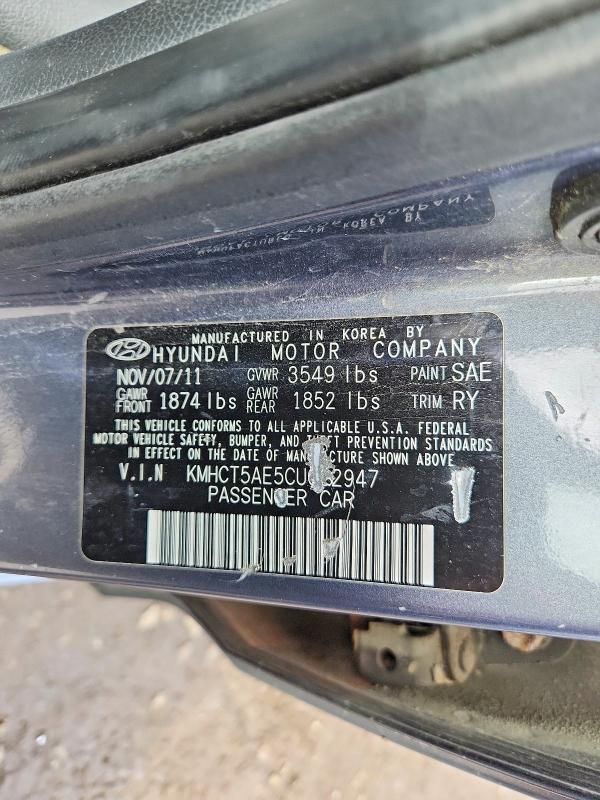 MANUFACTURED IN KOREA BY
HYUNDAI MOTOR COMPANY
NOV/07/11 GVWR 3549 lbs PAINT SAE
GAWR FRONT 1874 lbs GAWR REAR 1852 lbs TRIM RY
THIS VEHICLE CONFORMS TO ALL APPLICABLE U.S.A. FEDERAL
MOTOR VEHICLE SAFETY, BUMPER, AND THEFT PREVENTION STANDARDS
IN EFFECT ON THE DATE OF MANUFACTURE SHOWN ABOVE
V.I.N
PASSENGER CAR